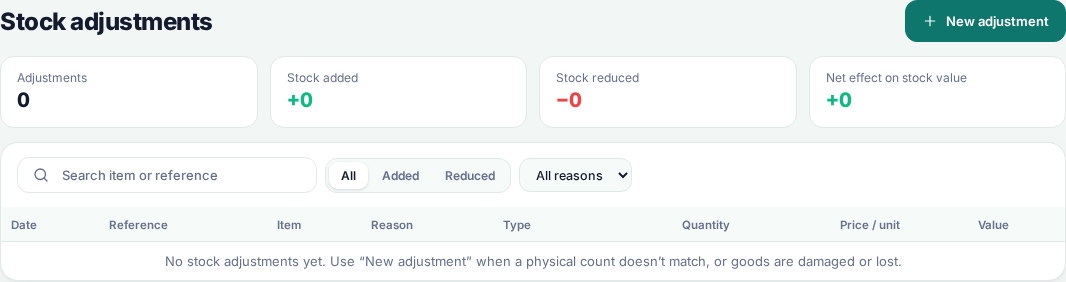 Stock adjustments
New adjustment
Adjustments
0
Stock added
+0
Stock reduced
−0
Net effect on stock value
+0
Search item or reference
All Added Reduced
All reasons
Date Reference Item Reason Type Quantity Price / unit Value
No stock adjustments yet. Use “New adjustment” when a physical count doesn’t match, or goods are damaged or lost.